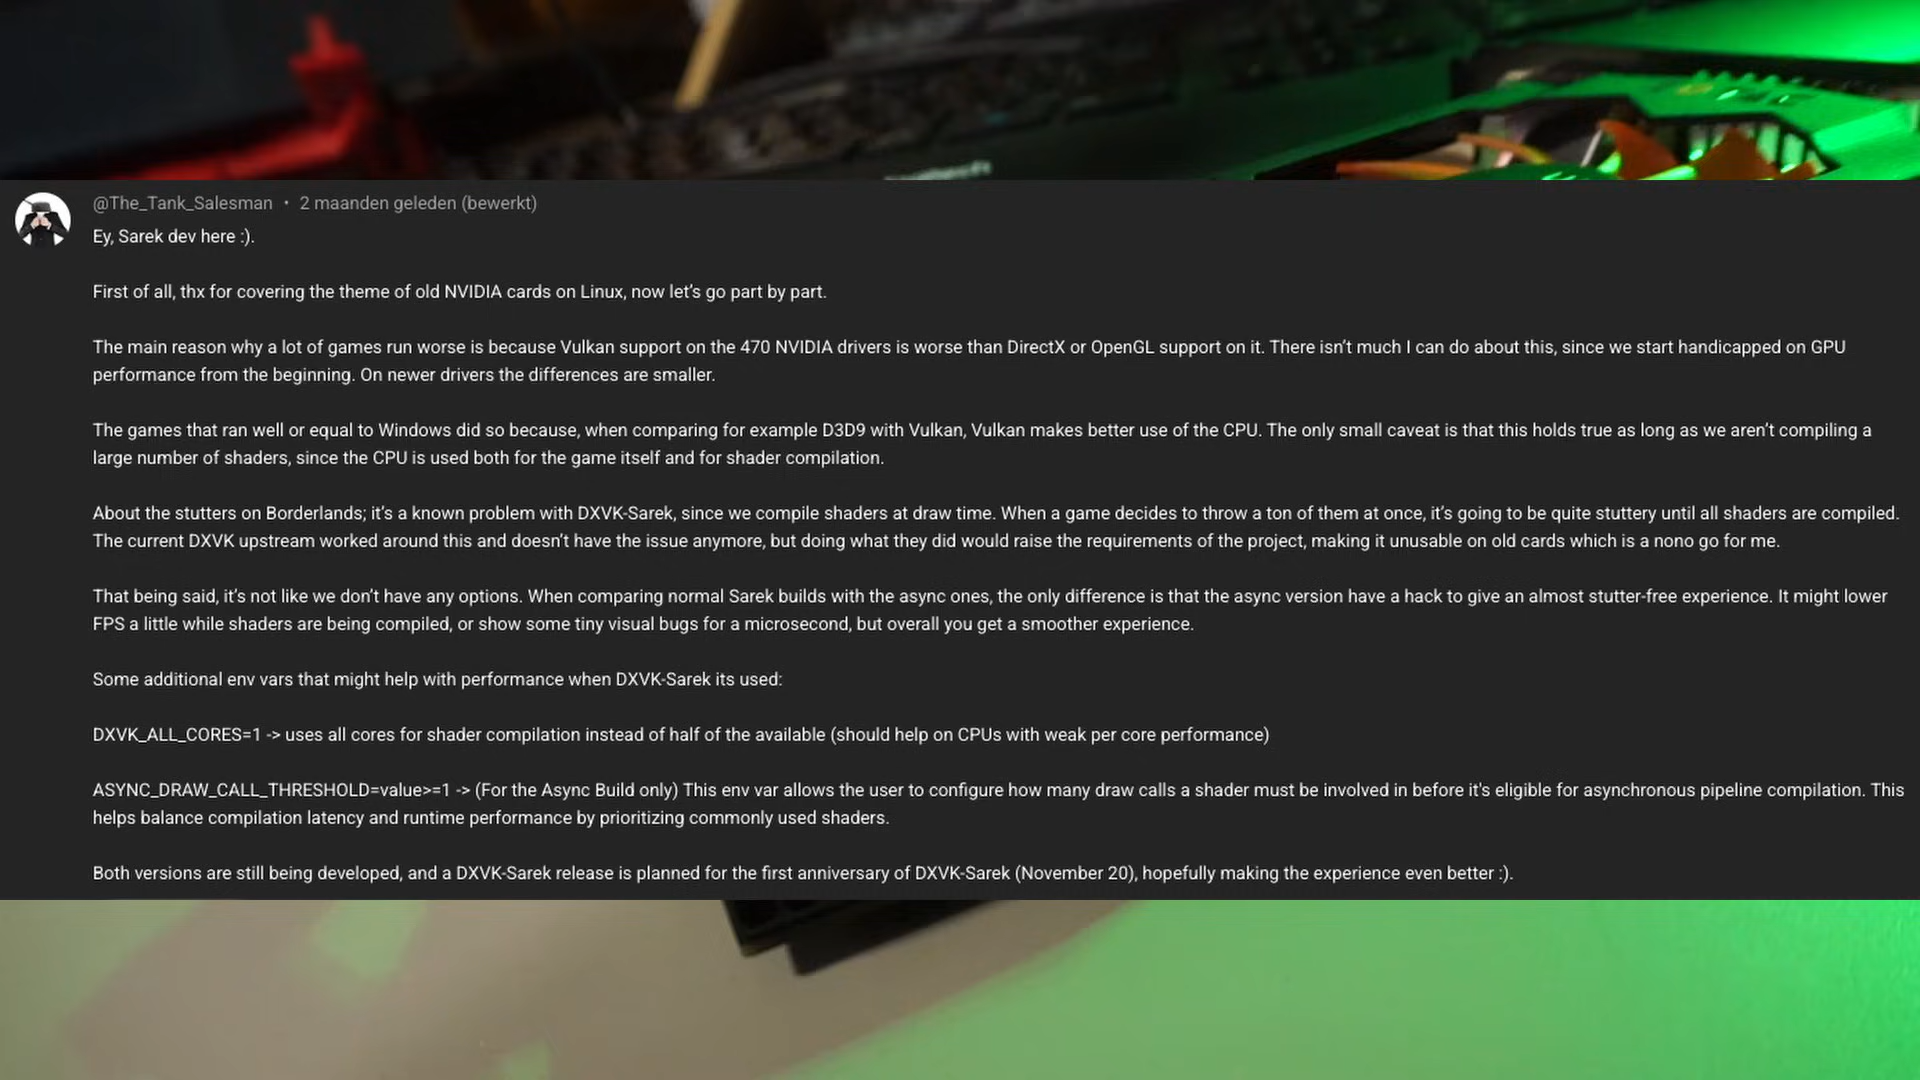 @The_Tank_Salesman • 2 maanden geleden (bewerkt)
Ey, Sarek dev here :).
First of all, thx for covering the theme of old NVIDIA cards on Linux, now let's go part by part.
The main reason why a lot of games run worse is because Vulkan support on the 470 NVIDIA drivers is worse than DirectX or OpenGL support on it. There isn't much I can do about this, since we start handicapped on GPU
performance from the beginning. On newer drivers the differences are smaller.
The games that ran well or equal to Windows did so because, when comparing for example D3D9 with Vulkan, Vulkan makes better use of the CPU. The only small caveat is that this holds true as long as we aren't compiling a
large number of shaders, since the CPU is used both for the game itself and for shader compilation.
About the stutters on Borderlands; it's a known problem with DXVK-Sarek, since we compile shaders at draw time. When a game decides to throw a ton of them at once, it's going to be quite stuttery until all shaders are compiled.
The current DXVK upstream worked around this and doesn't have the issue anymore, but doing what they did would raise the requirements of the project, making it unusable on old cards which is a nono go for me.
That being said, it's not like we don't have any options. When comparing normal Sarek builds with the async ones, the only difference is that the async version have a hack to give an almost stutter-free experience. It might lower
FPS a little while shaders are being compiled, or show some tiny visual bugs for a microsecond, but overall you get a smoother experience.
Some additional env vars that might help with performance when DXVK-Sarek its used:
DXVK_ALL_CORES=1 -> uses all cores for shader compilation instead of half of the available (should help on CPUs with weak per core performance)
ASYNC_DRAW_CALL_THRESHOLD=value>=1 -> (For the Async Build only) This env var allows the user to configure how many draw calls a shader must be involved in before it's eligible for asynchronous pipeline compilation. This
helps balance compilation latency and runtime performance by prioritizing commonly used shaders.
Both versions are still being developed, and a DXVK-Sarek release is planned for the first anniversary of DXVK-Sarek (November 20), hopefully making the experience even better :).